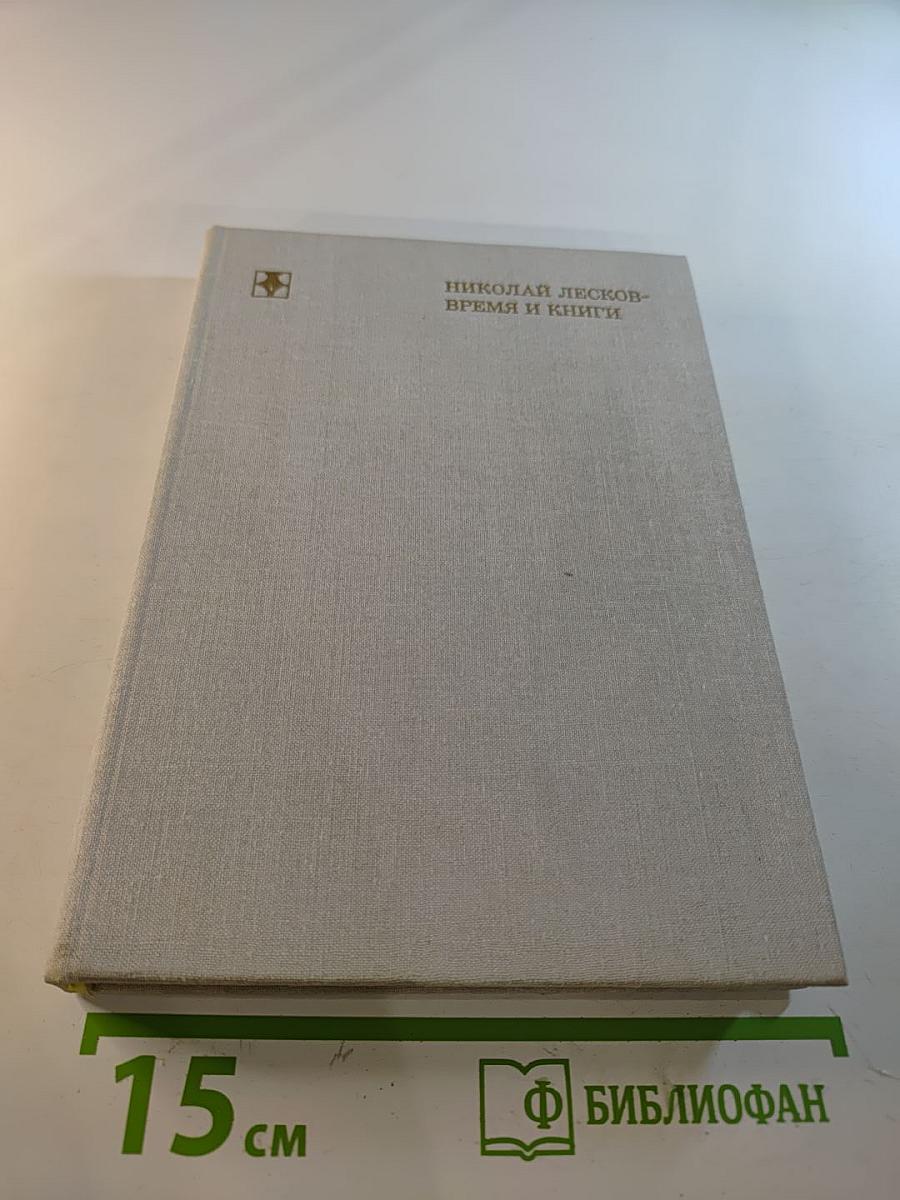 НИКОЛАЙ ЛЕСКОВ-
ВРЕМЯ И КНИГИ
15 см
Ф БИБЛИОФАН